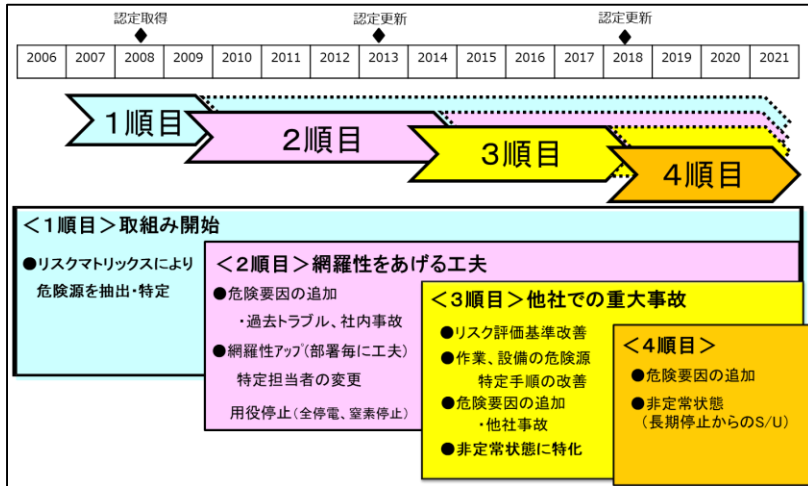 認定取得 認定更新 認定更新
2006 2007 2008 2009 2010 2011 2012 2013 2014 2015 2016 2017 2018 2019 2020 2021
1順目
2順目
3順目
4順目
＜1順目＞取組み開始
●リスクマトリックスにより
危険源を抽出・特定
＜2順目＞網羅性をあげる工夫
●危険要因の追加
・過去トラブル、社内事故
●網羅性アップ(部署毎に工夫)
特定担当者の変更
用役停止(全停電、窒素停止)
＜3順目＞他社での重大事故
●リスク評価基準改善
●作業、設備の危険源
特定手順の改善
●危険要因の追加
・他社事故
●非定常状態に特化
＜4順目＞
●危険要因の追加
●非定常状態
(長期停止からのS/U)